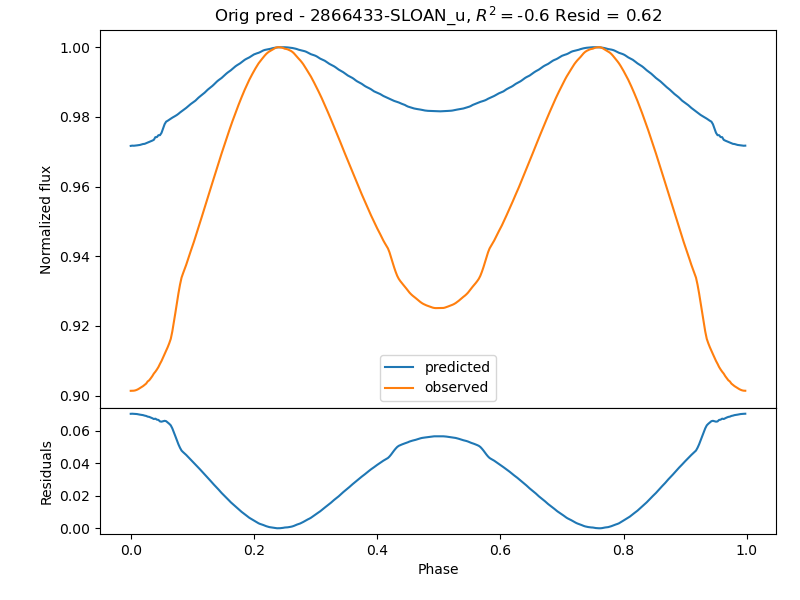 Orig pred - 2866433-SLOAN_u, R² = -0.6 Resid = 0.62
1.00
0.98
0.96
0.94
0.92
0.90
Normalized flux
predicted
observed
0.06
0.04
0.02
0.00
Residuals
0.0 0.2 0.4 0.6 0.8 1.0
Phase